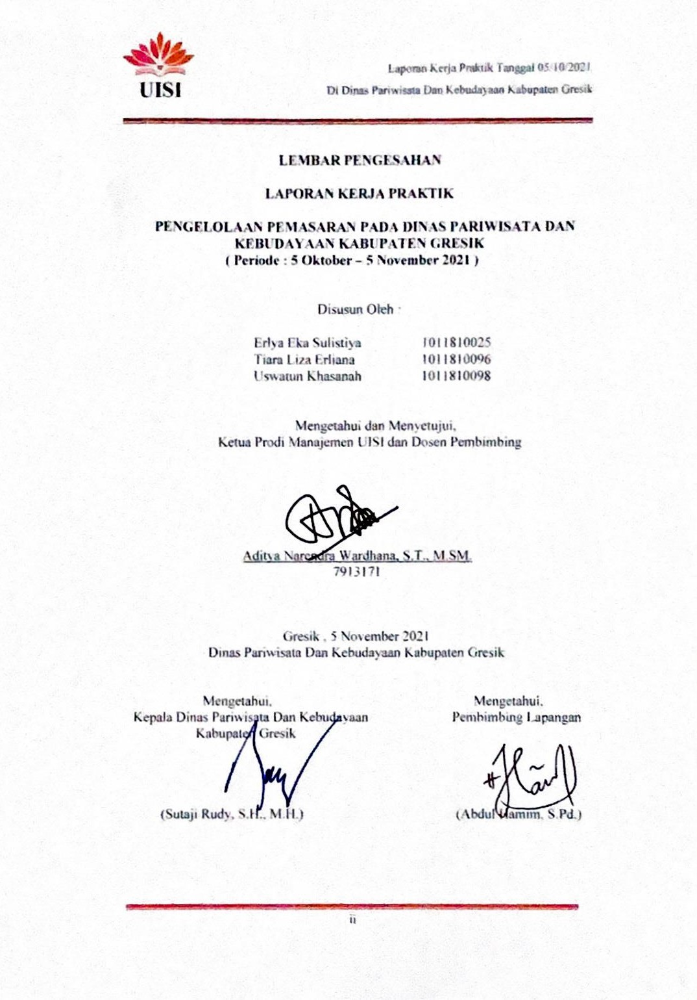 UISI
Laporan Kerja Praktik Tanggal 05/10/2021
Di Dinas Pariwisata Dan Kebudayaan Kabupaten Gresik
LEMBAR PENGESAHAN
LAPORAN KERJA PRAKTIK
PENGELOLAAN PEMASARAN PADA DINAS PARIWISATA DAN
KEBUDAYAAN KABUPATEN GRESIK
( Periode : 5 Oktober – 5 November 2021 )
Disusun Oleh :
Erlya Eka Sulistiya 1011810025
Tiara Liza Erliana 1011810096
Uswatun Khasanah 1011810098
Mengetahui dan Menyetujui,
Ketua Prodi Manajemen UISI dan Dosen Pembimbing
Aditya Narendra Wardhana, S.T., M.SM.
7913171
Gresik , 5 November 2021
Dinas Pariwisata Dan Kebudayaan Kabupaten Gresik
Mengetahui,
Kepala Dinas Pariwisata Dan Kebudayaan
Kabupaten Gresik
(Sutaji Rudy, S.H., M.H.)
Mengetahui,
Pembimbing Lapangan
(Abdul Hamim, S.Pd.)
ii